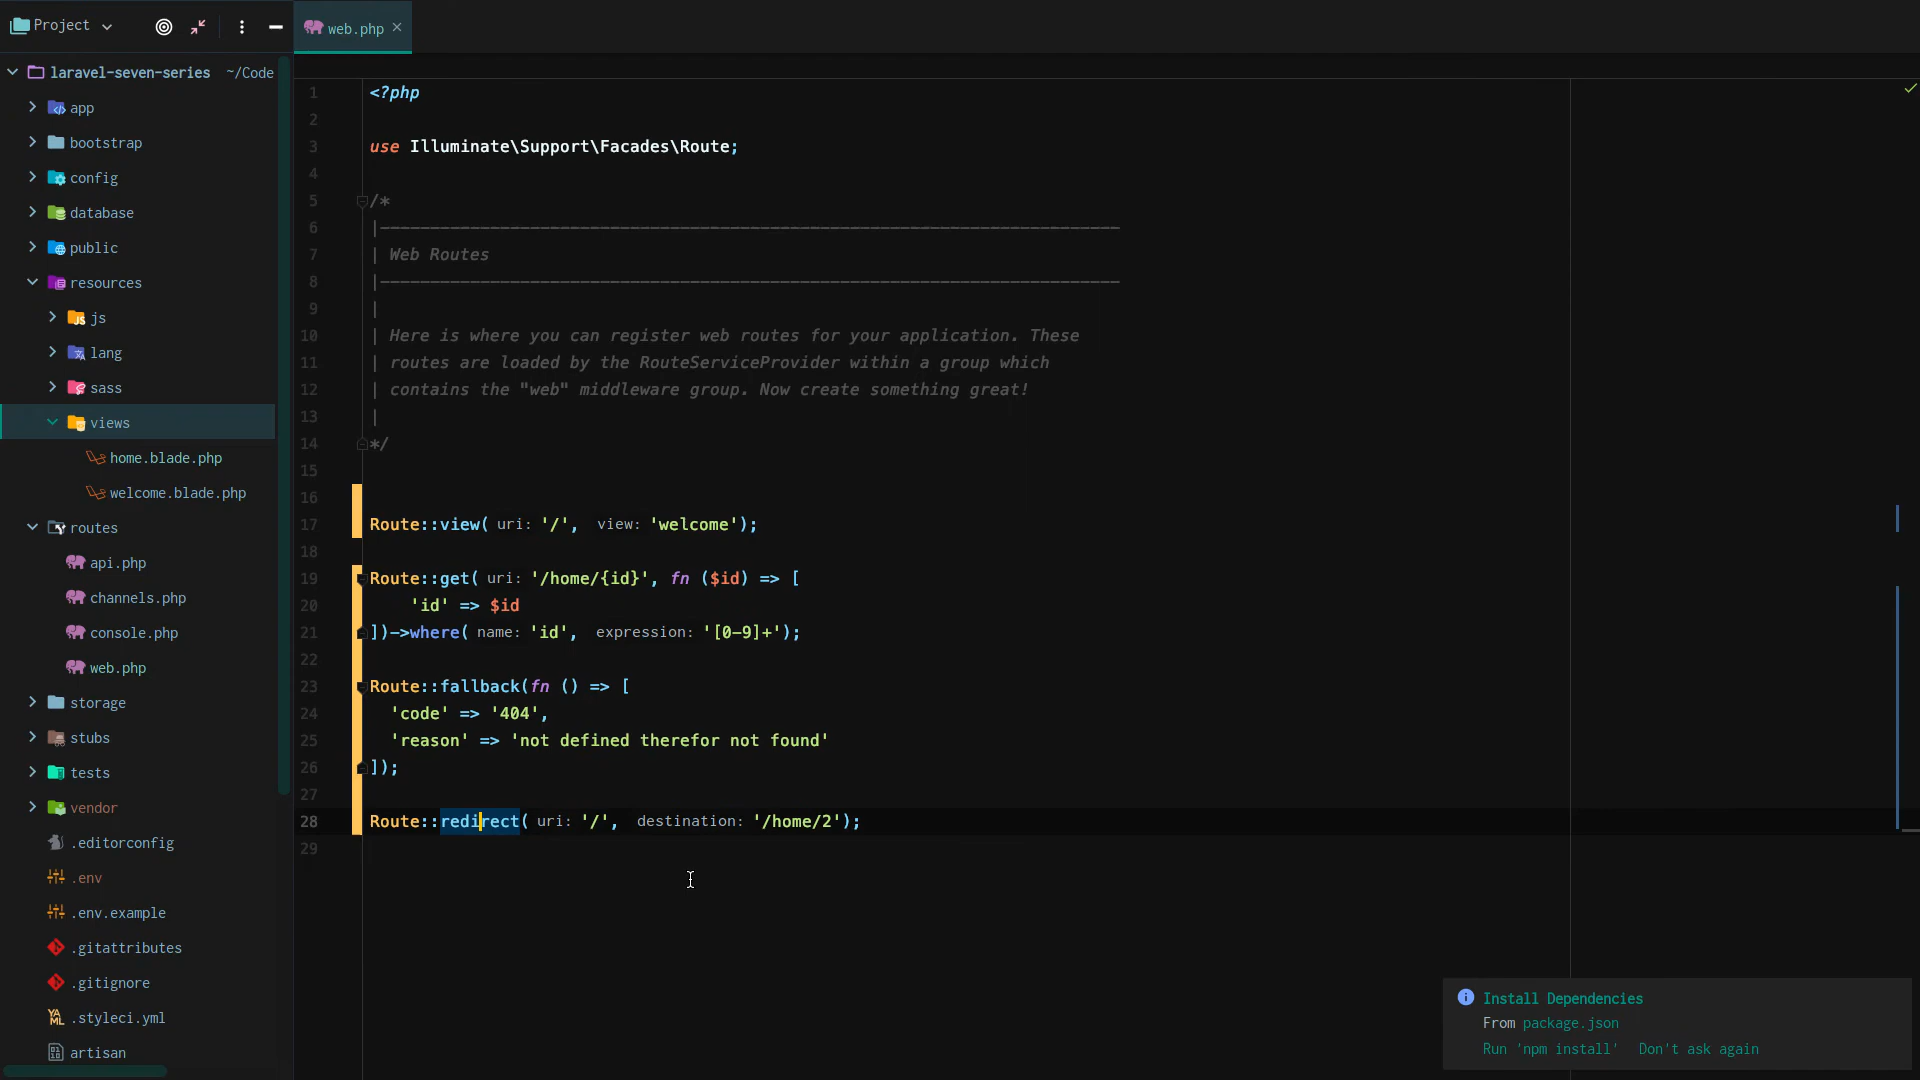 Project
web.php
laravel-seven-series ~/Code
app
bootstrap
config
database
public
resources
js
lang
sass
views
home.blade.php
welcome.blade.php
routes
api.php
channels.php
console.php
web.php
storage
stubs
tests
vendor
.editorconfig
.env
.env.example
.gitattributes
.gitignore
.styleci.yml
artisan
1 <?php
2
3 use Illuminate\Support\Facades\Route;
4
5 /*
6 |--------------------------------------------------------------------------
7 | Web Routes
8 |--------------------------------------------------------------------------
9 |
10 | Here is where you can register web routes for your application. These
11 | routes are loaded by the RouteServiceProvider within a group which
12 | contains the "web" middleware group. Now create something great!
13 |
14 */
15
16
17 Route::view( uri: '/', view: 'welcome');
18
19 Route::get( uri: '/home/{id}', fn ($id) => [
20 'id' => $id
21 ])->where( name: 'id', expression: '[0-9]+');
22
23 Route::fallback(fn () => [
24 'code' => '404',
25 'reason' => 'not defined therefor not found'
26 ]);
27
28 Route::redirect( uri: '/', destination: '/home/2');
29
Install Dependencies
From package.json
Run 'npm install' Don't ask again